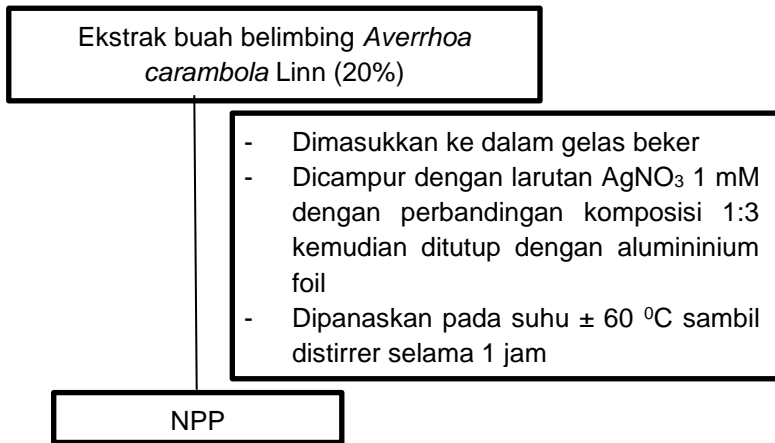 Ekstrak buah belimbing Averrhoa
carambola Linn (20%)
- Dimasukkan ke dalam gelas beker
- Dicampur dengan larutan AgNO₃ 1 mM
dengan perbandingan komposisi 1:3
kemudian ditutup dengan alumininium
foil
- Dipanaskan pada suhu ± 60 ⁰C sambil
distirrer selama 1 jam
NPP